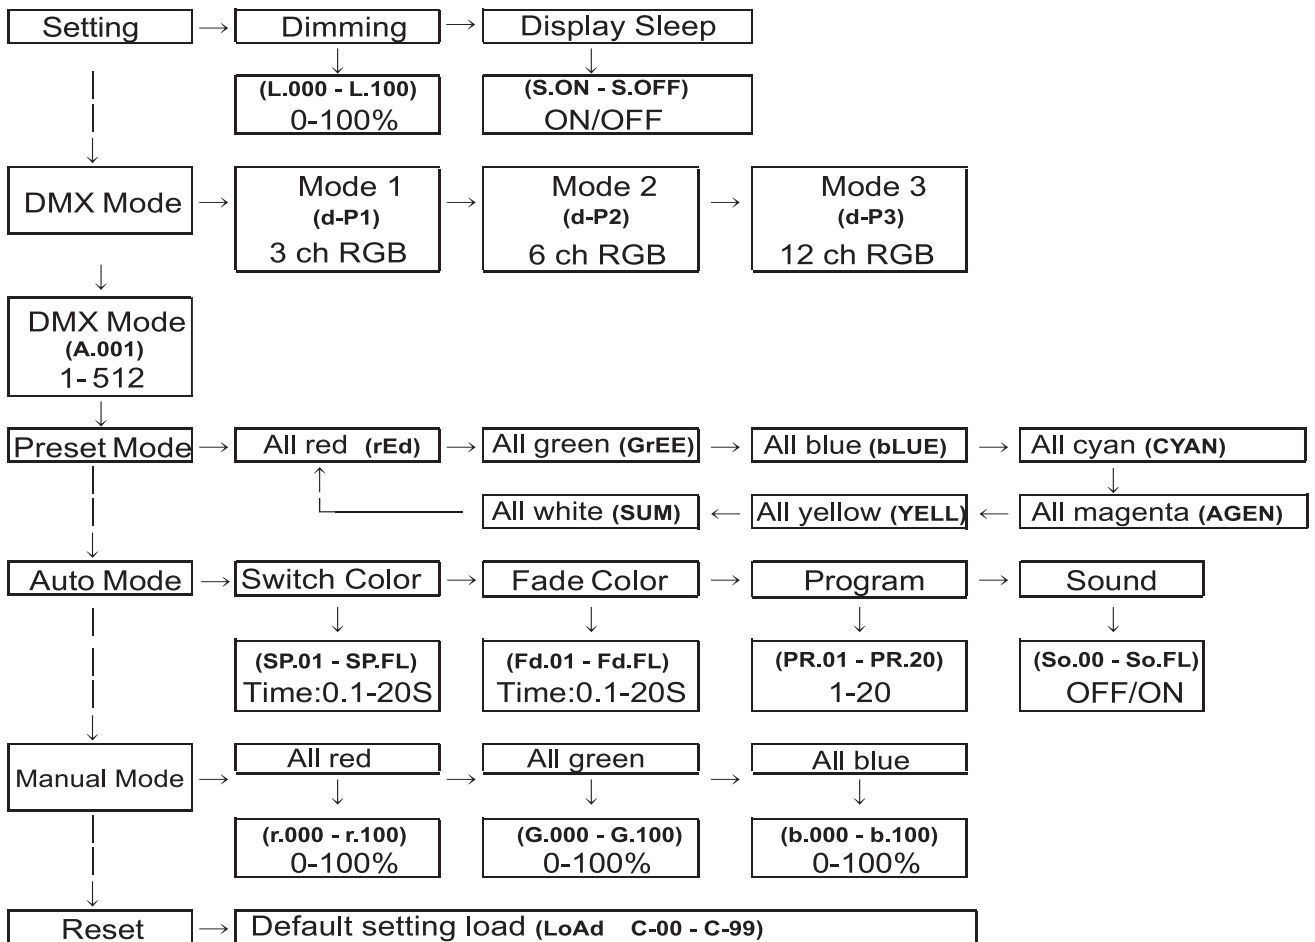 Setting → Dimming → Display Sleep
(L.000 - L.100) (S.ON - S.OFF)
0-100% ON/OFF
DMX Mode → Mode 1 → Mode 2 → Mode 3
(d-P1) (d-P2) (d-P3)
3 ch RGB 6 ch RGB 12 ch RGB
DMX Mode
(A.001)
1-512
Preset Mode → All red (rEd) → All green (GrEE) → All blue (bLUE) → All cyan (CYAN)
All white (SUM) ← All yellow (YELL) ← All magenta (AGEN)
Auto Mode → Switch Color → Fade Color → Program → Sound
(SP.01 - SP.FL) (Fd.01 - Fd.FL) (PR.01 - PR.20) (So.00 - So.FL)
Time:0.1-20S Time:0.1-20S 1-20 OFF/ON
Manual Mode → All red → All green → All blue
(r.000 - r.100) (G.000 - G.100) (b.000 - b.100)
0-100% 0-100% 0-100%
Reset → Default setting load (LoAd C-00 - C-99)